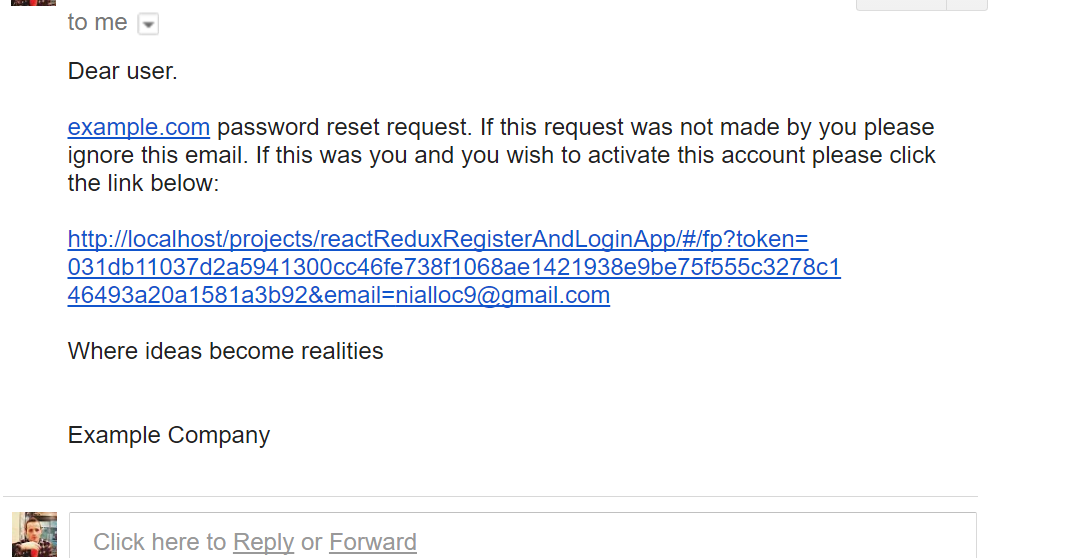 to me
Dear user.
example.com password reset request. If this request was not made by you please
ignore this email. If this was you and you wish to activate this account please click
the link below:
http://localhost/projects/reactReduxRegisterAndLoginApp/#/fp?token=
031db11037d2a5941300cc46fe738f1068ae1421938e9be75f555c3278c1
46493a20a1581a3b92&email=nialloc9@gmail.com
Where ideas become realities
Example Company
Click here to Reply or Forward